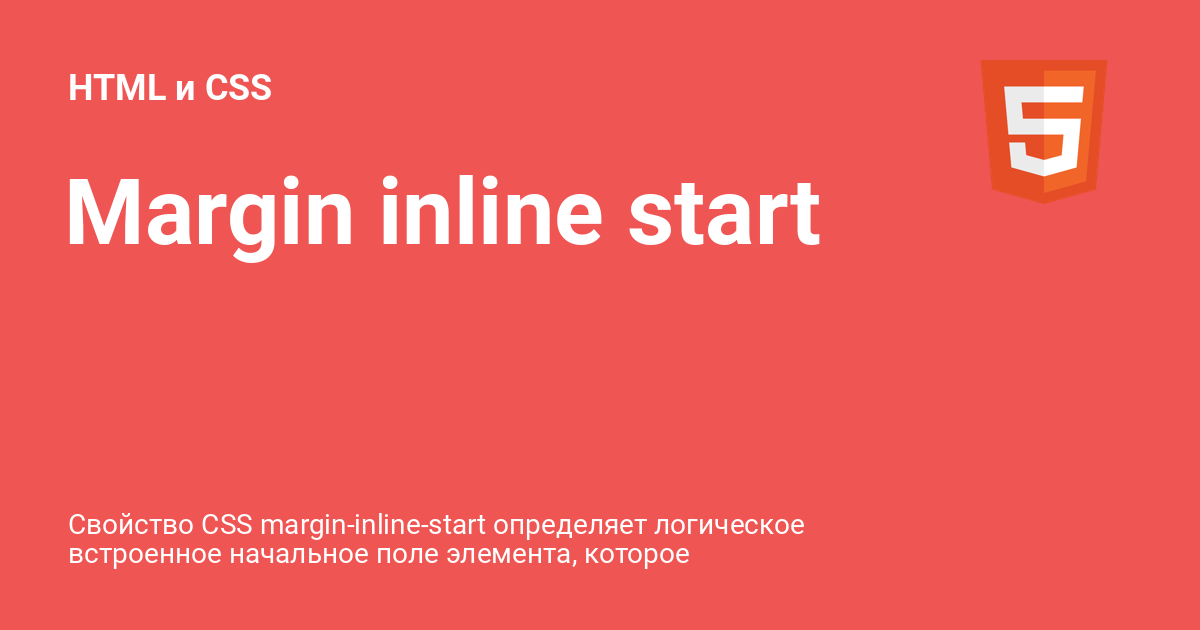 HTML и CSS
Margin inline start
Свойство CSS margin-inline-start определяет логическое
встроенное начальное поле элемента, которое